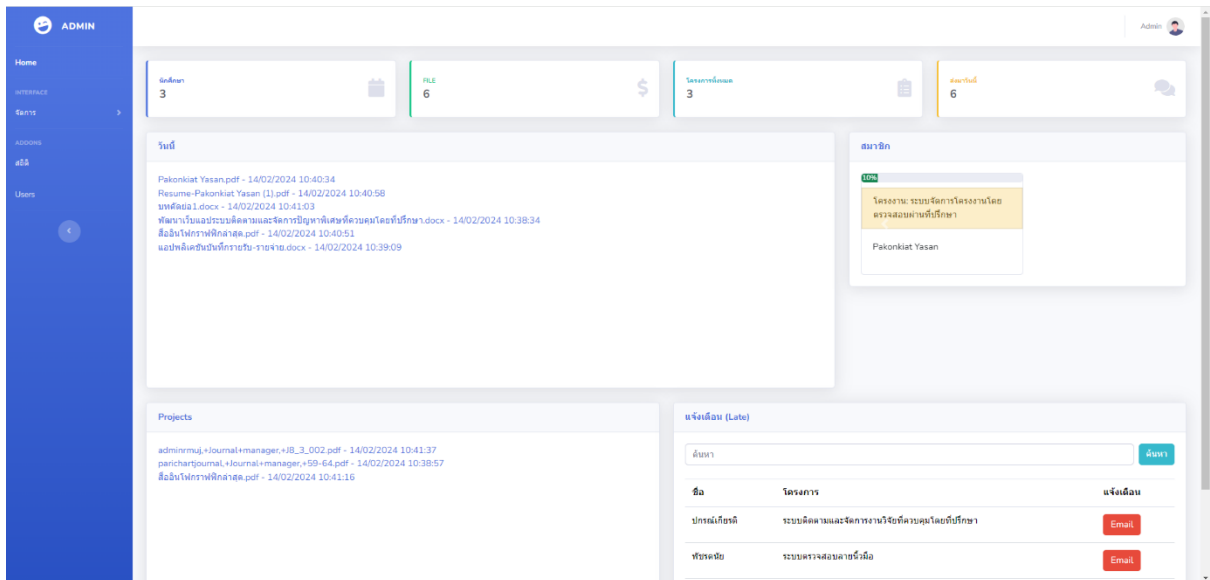 ADMIN
Admin
Home
INTERFACE
จัดการ
ADDONS
สถิติ
Users
นักศึกษา
3
FILE
6
โครงการทั้งหมด
3
ส่งมาวันนี้
6
วันนี้
Pakonkiat Yasan.pdf - 14/02/2024 10:40:34
Resume-Pakonkiat Yasan (1).pdf - 14/02/2024 10:40:58
บทคัดย่อ1.docx - 14/02/2024 10:41:03
พัฒนาเว็บแอประบบติดตามและจัดการปัญหาพิเศษที่ควบคุมโดยที่ปรึกษา.docx - 14/02/2024 10:38:34
สื่ออินโฟกราฟฟิกล่าสุด.pdf - 14/02/2024 10:40:51
แอปพลิเคชันบันทึกรายรับ-รายจ่าย.docx - 14/02/2024 10:39:09
สมาชิก
10%
โครงงาน: ระบบจัดการโครงงานโดย
ตรวจสอบผ่านที่ปรึกษา
Pakonkiat Yasan
Projects
adminrmuj,+Journal+manager,+J8_3_002.pdf - 14/02/2024 10:41:37
parichartjournal,+Journal+manager,+59-64.pdf - 14/02/2024 10:38:57
สื่ออินโฟกราฟฟิกล่าสุด.pdf - 14/02/2024 10:41:16
แจ้งเตือน (Late)
ค้นหา ค้นหา
ชื่อ โครงการ แจ้งเตือน
ปกรณ์เกียรติ ระบบติดตามและจัดการงานวิจัยที่ควบคุมโดยที่ปรึกษา Email
พัชรดนัย ระบบตรวจสอบลายนิ้วมือ Email